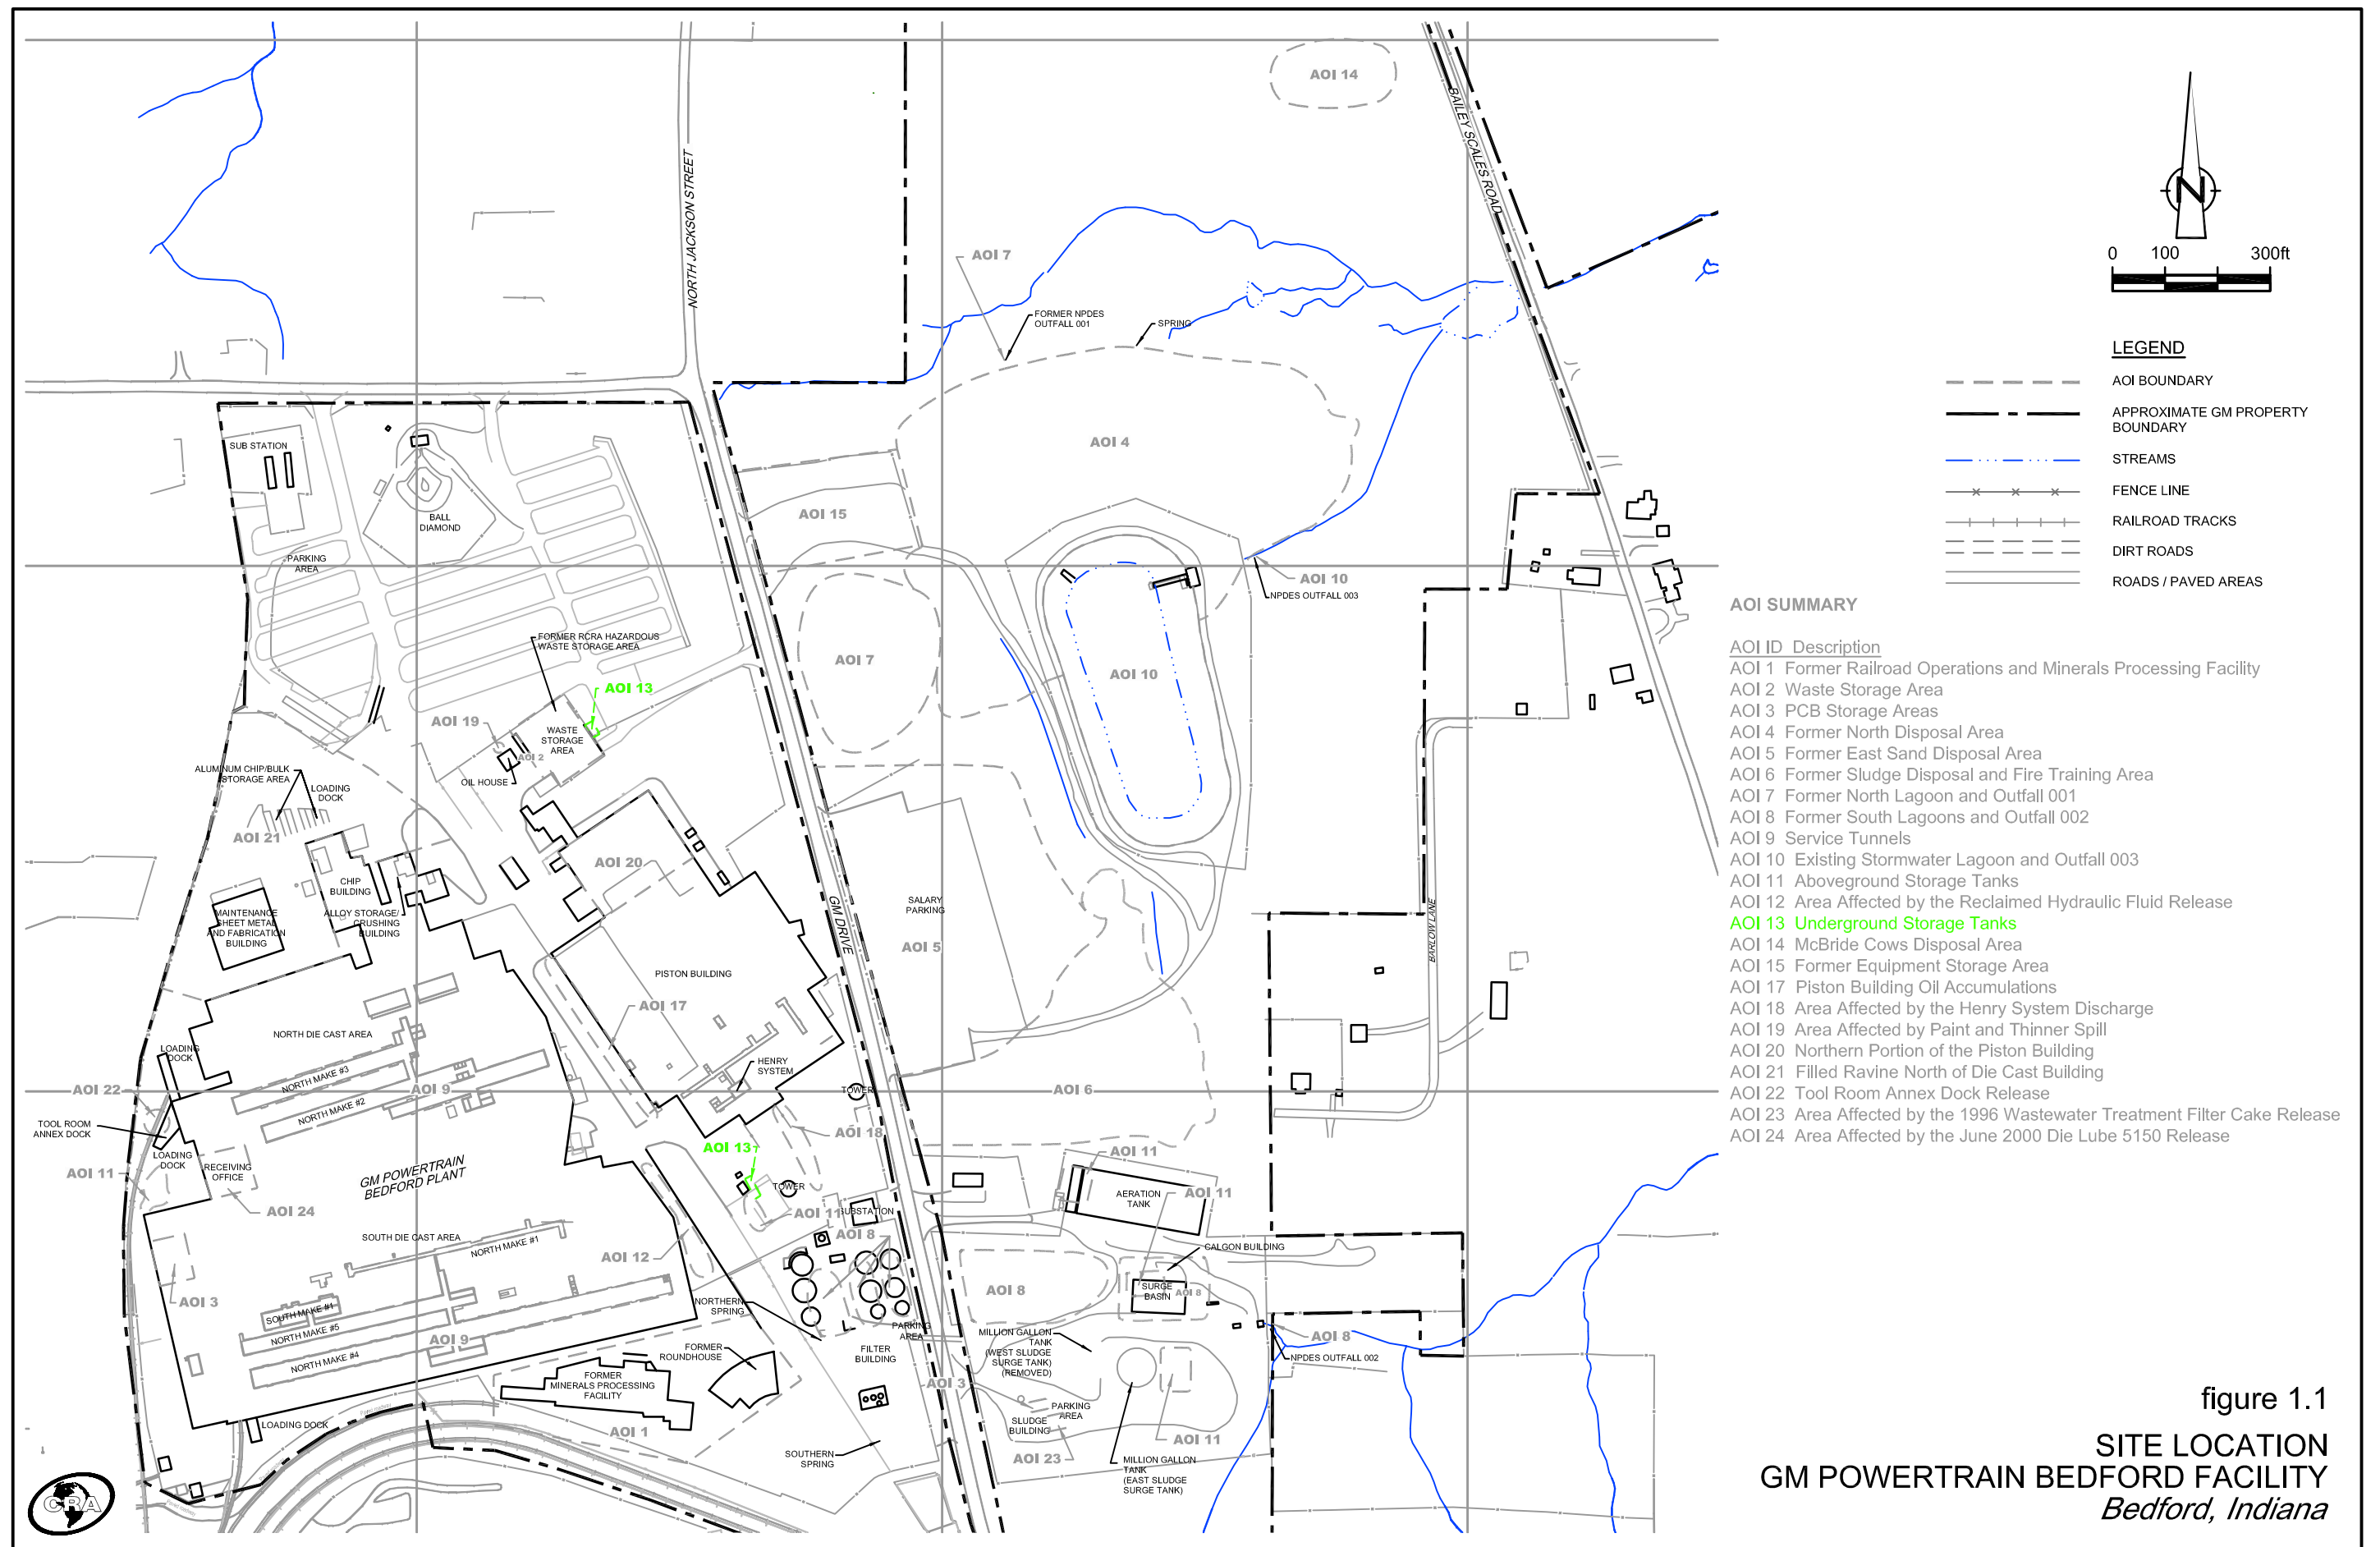 AOI 14
BAILEY SCALES ROAD
NORTH JACKSON STREET
N
0 100 300ft
AOI 7
FORMER NPDES
OUTFALL 001
SPRING
LEGEND
AOI BOUNDARY
APPROXIMATE GM PROPERTY
BOUNDARY
STREAMS
FENCE LINE
RAILROAD TRACKS
DIRT ROADS
ROADS / PAVED AREAS
SUB STATION
BALL
DIAMOND
PARKING
AREA
AOI 4
AOI 15
AOI 10
NPDES OUTFALL 003
AOI 7
AOI 10
FORMER RCRA HAZARDOUS
WASTE STORAGE AREA
AOI 13
AOI 19
WASTE
STORAGE
AREA
AOI 2
OIL HOUSE
ALUMINUM CHIP/BULK
STORAGE AREA
LOADING
DOCK
AOI 21
AOI 20
CHIP
BUILDING
MAINTENANCE
SHEET METAL
AND FABRICATION
BUILDING
ALLOY STORAGE/
CRUSHING
BUILDING
GM DRIVE
SALARY
PARKING
AOI 5
BARLOW LANE
PISTON BUILDING
AOI 17
NORTH DIE CAST AREA
LOADING
DOCK
HENRY
SYSTEM
NORTH MAKE #3
AOI 22
AOI 9
TOWER
AOI 6
NORTH MAKE #2
TOOL ROOM
ANNEX DOCK
AOI 18
LOADING
DOCK
AOI 13
AOI 11
RECEIVING
OFFICE
GM POWERTRAIN
BEDFORD PLANT
TOWER
AOI 11
AERATION
TANK
AOI 11
AOI 24
AOI 11
SUBSTATION
SOUTH DIE CAST AREA
NORTH MAKE #1
AOI 8
AOI 12
CALGON BUILDING
AOI 3
AOI 8
SURGE
BASIN
AOI 8
NORTHERN
SPRING
SOUTH MAKE #1
NORTH MAKE #5
AOI 9
NORTH MAKE #4
PARKING
AREA
FILTER
BUILDING
MILLION GALLON
TANK
(WEST SLUDGE
SURGE TANK)
(REMOVED)
AOI 8
NPDES OUTFALL 002
FORMER
ROUNDHOUSE
FORMER
MINERALS PROCESSING
FACILITY
AOI 3
PARKING
AREA
SLUDGE
BUILDING
LOADING DOCK
AOI 1
AOI 11
SOUTHERN
SPRING
AOI 23
MILLION GALLON
TANK
(EAST SLUDGE
SURGE TANK)
CRA
AOI SUMMARY
AOI ID Description
AOI 1 Former Railroad Operations and Minerals Processing Facility
AOI 2 Waste Storage Area
AOI 3 PCB Storage Areas
AOI 4 Former North Disposal Area
AOI 5 Former East Sand Disposal Area
AOI 6 Former Sludge Disposal and Fire Training Area
AOI 7 Former North Lagoon and Outfall 001
AOI 8 Former South Lagoons and Outfall 002
AOI 9 Service Tunnels
AOI 10 Existing Stormwater Lagoon and Outfall 003
AOI 11 Aboveground Storage Tanks
AOI 12 Area Affected by the Reclaimed Hydraulic Fluid Release
AOI 13 Underground Storage Tanks
AOI 14 McBride Cows Disposal Area
AOI 15 Former Equipment Storage Area
AOI 17 Piston Building Oil Accumulations
AOI 18 Area Affected by the Henry System Discharge
AOI 19 Area Affected by Paint and Thinner Spill
AOI 20 Northern Portion of the Piston Building
AOI 21 Filled Ravine North of Die Cast Building
AOI 22 Tool Room Annex Dock Release
AOI 23 Area Affected by the 1996 Wastewater Treatment Filter Cake Release
AOI 24 Area Affected by the June 2000 Die Lube 5150 Release
figure 1.1
SITE LOCATION
GM POWERTRAIN BEDFORD FACILITY
Bedford, Indiana